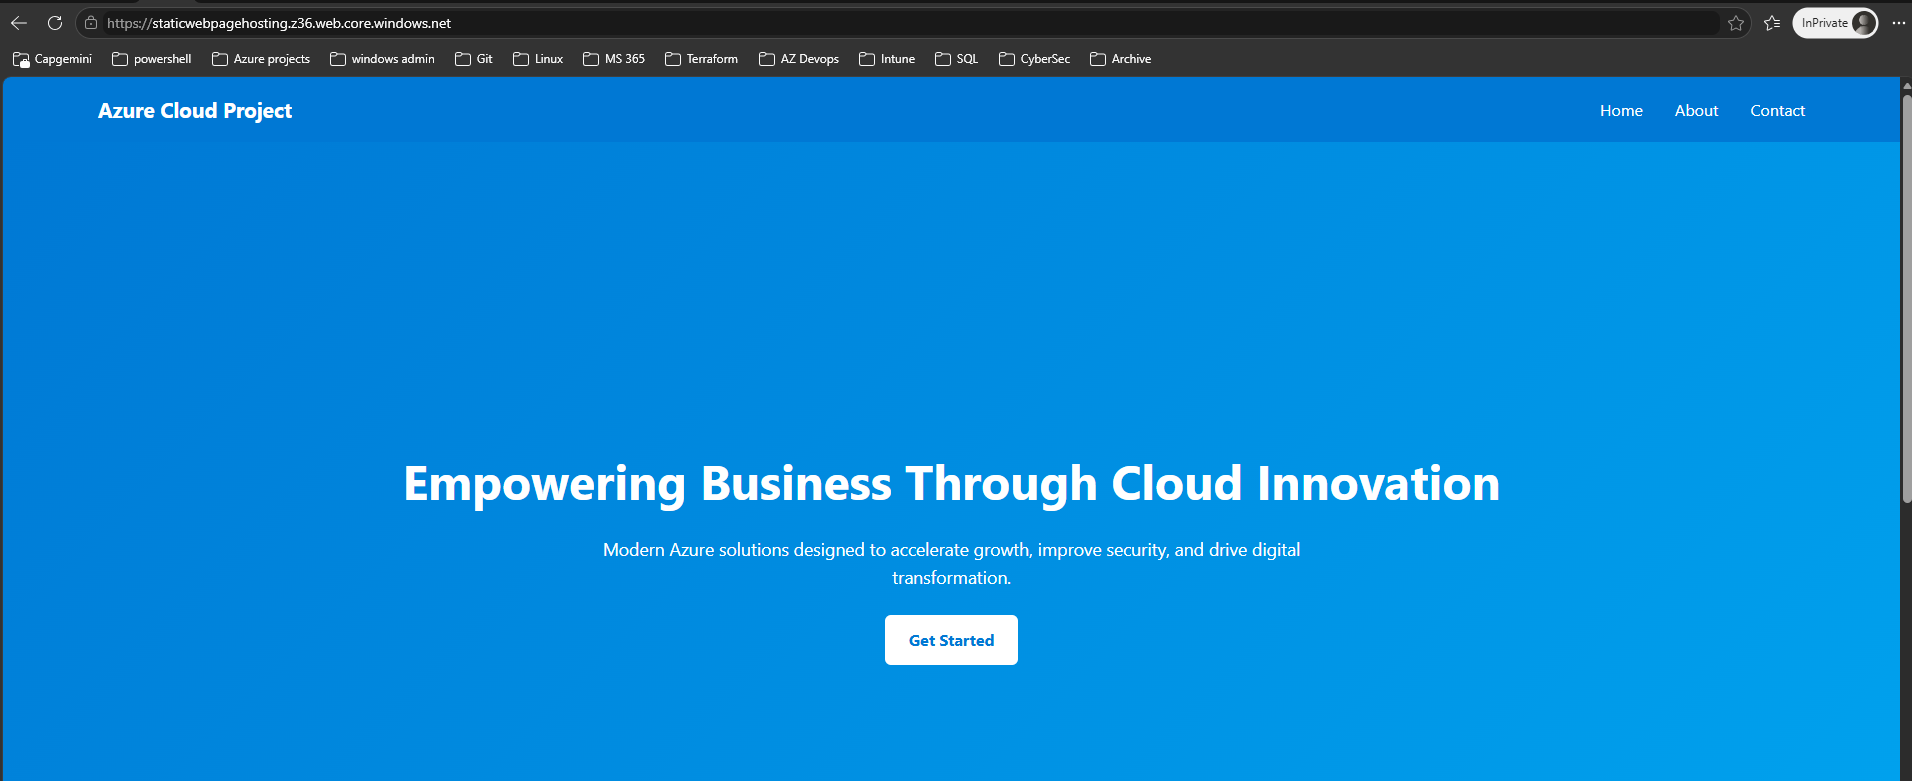 https://staticwebpagehosting.z36.web.core.windows.net
InPrivate
Capgemini powershell Azure projects windows admin Git Linux MS 365 Terraform AZ Devops Intune SQL CyberSec Archive
Azure Cloud Project
Home About Contact
Empowering Business Through Cloud Innovation
Modern Azure solutions designed to accelerate growth, improve security, and drive digital
transformation.
Get Started